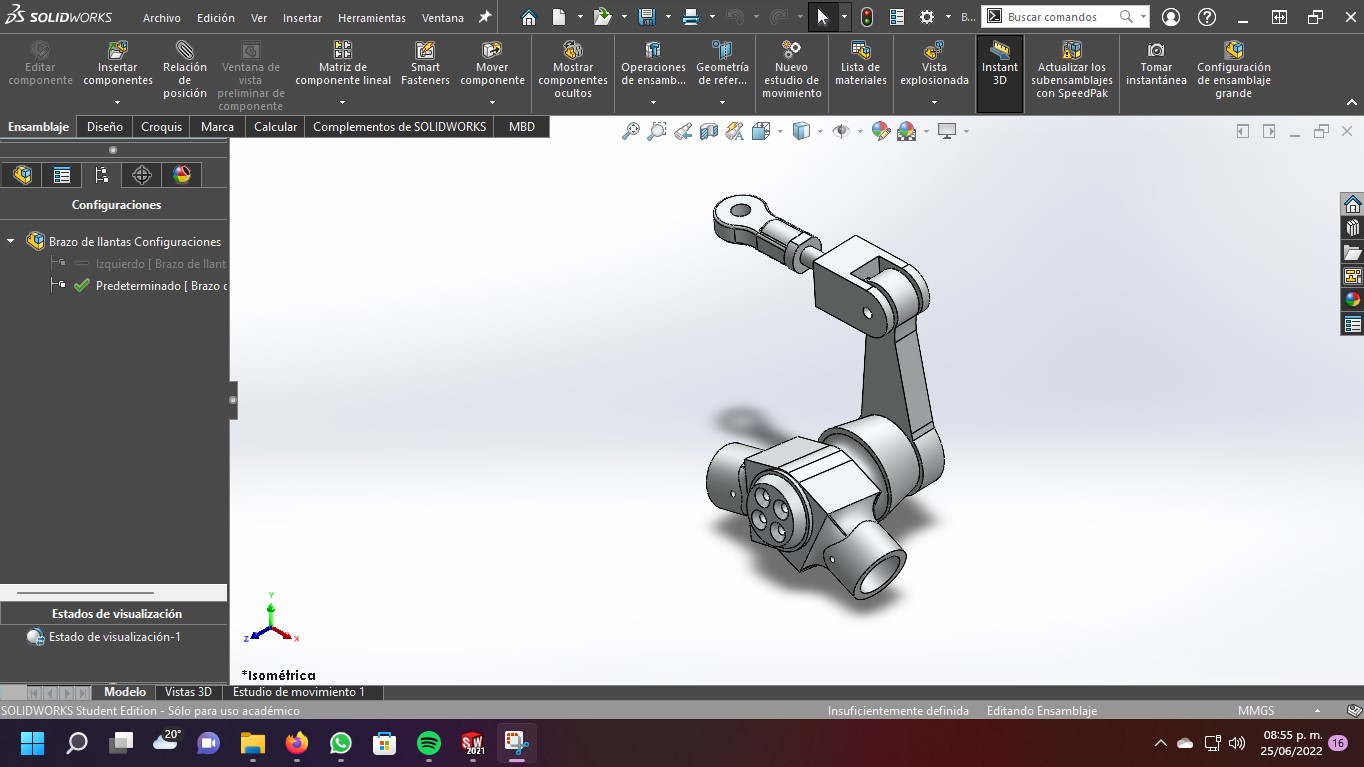 SOLIDWORKS
Archivo Edición Ver Insertar Herramientas Ventana
B...
Buscar comandos
Editar componente
Insertar componentes
Relación de posición
Ventana de vista preliminar de componente
Matriz de componente lineal
Smart Fasteners
Mover componente
Mostrar componentes ocultos
Operaciones de ensamb...
Geometría de refer...
Nuevo estudio de movimiento
Lista de materiales
Vista explosionada
Instant 3D
Actualizar los subensamblajes con SpeedPak
Tomar instantánea
Configuración de ensamblaje grande
Ensamblaje Diseño Croquis Marca Calcular Complementos de SOLIDWORKS MBD
Configuraciones
Brazo de llantas Configuraciones
Izquierdo [ Brazo de llant
Predeterminado [ Brazo c
Estados de visualización
Estado de visualización-1
Y
Z
X
*Isométrica
Modelo Vistas 3D Estudio de movimiento 1
SOLIDWORKS Student Edition - Sólo para uso académico
Insuficientemente definida Editando Ensamblaje MMGS
20°
SW 2021
08:55 p. m.
25/06/2022
16